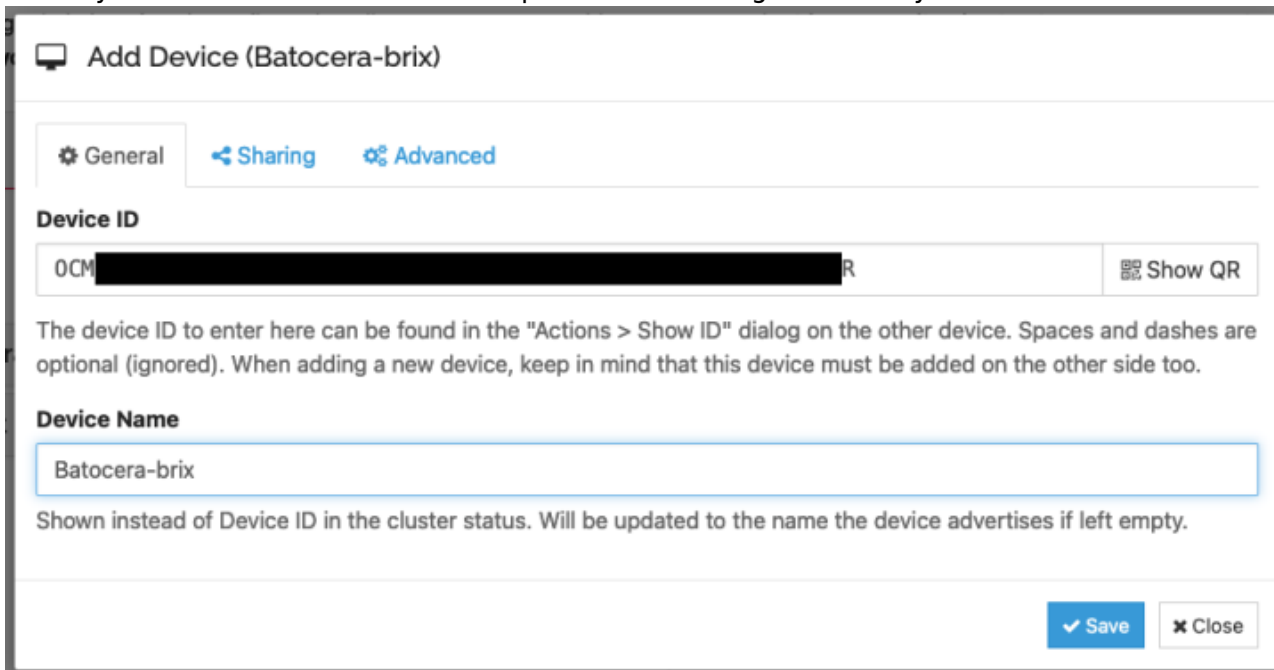 Add Device (Batocera-brix)
General Sharing Advanced
Device ID
OCM R Show QR
The device ID to enter here can be found in the "Actions > Show ID" dialog on the other device. Spaces and dashes are
optional (ignored). When adding a new device, keep in mind that this device must be added on the other side too.
Device Name
Batocera-brix
Shown instead of Device ID in the cluster status. Will be updated to the name the device advertises if left empty.
Save Close